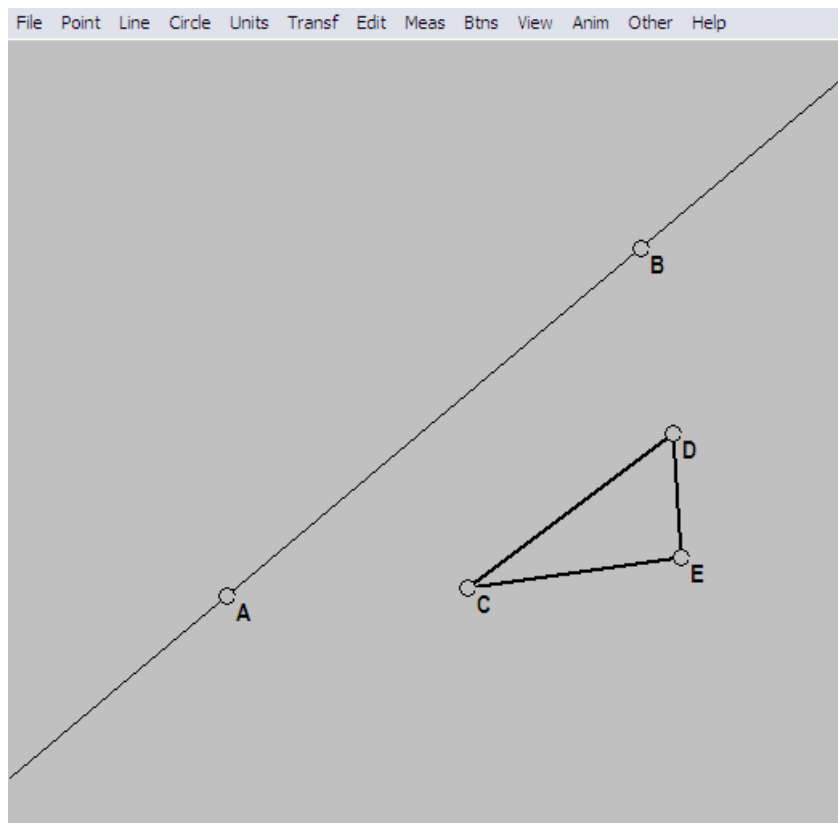 File Point Line Circle Units Transf Edit Meas Btns View Anim Other Help
B
D
E
C
A